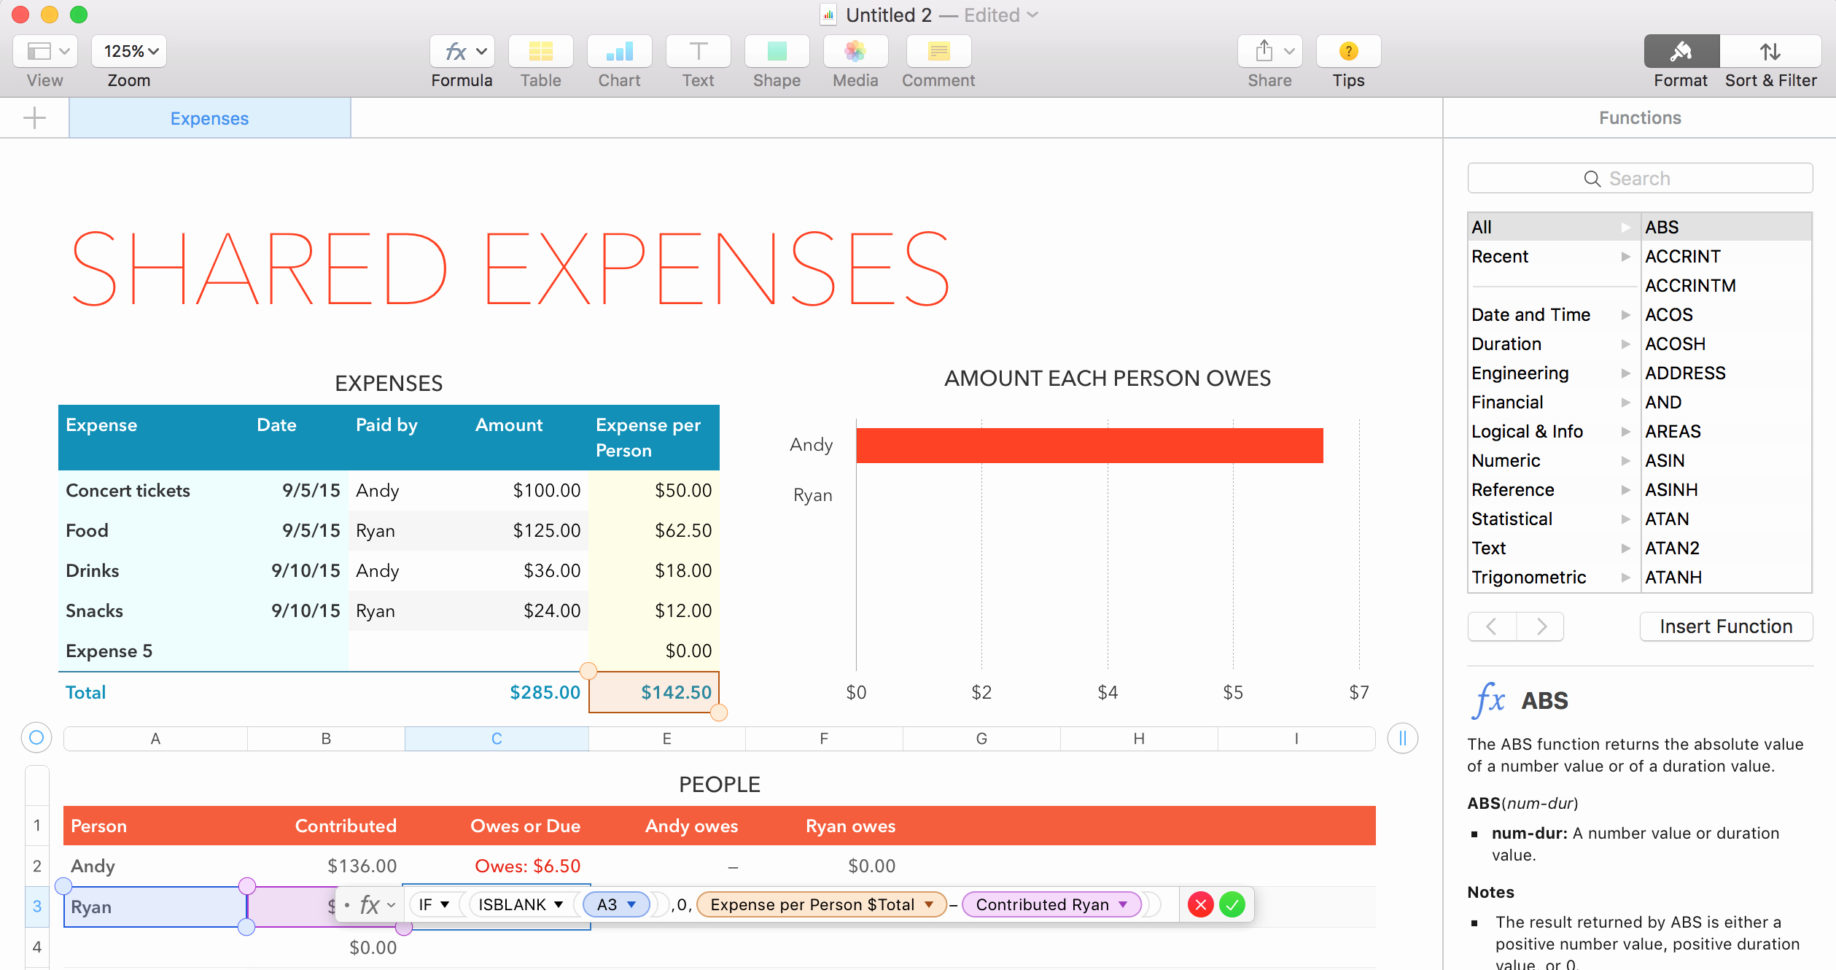 Untitled 2 — Edited
125%
fx
T
?
View
Zoom
Formula
Table
Chart
Text
Shape
Media
Comment
Share
Tips
Format
Sort & Filter
Expenses
Functions
Search
SHARED EXPENSES
EXPENSES
Expense Date Paid by Amount Expense per
Person
Concert tickets 9/5/15 Andy $100.00 $50.00
Food 9/5/15 Ryan $125.00 $62.50
Drinks 9/10/15 Andy $36.00 $18.00
Snacks 9/10/15 Ryan $24.00 $12.00
Expense 5 $0.00
Total $285.00 $142.50
AMOUNT EACH PERSON OWES
Andy
Ryan
$0 $2 $4 $5 $7
A B C E F G H I
PEOPLE
1 Person Contributed Owes or Due Andy owes Ryan owes
2 Andy $136.00 Owes: $6.50 – $0.00
3 Ryan $ fx IF ISBLANK A3 ,0, Expense per Person $Total – Contributed Ryan
4 $0.00
All
Recent
Date and Time
Duration
Engineering
Financial
Logical & Info
Numeric
Reference
Statistical
Text
Trigonometric
ABS
ACCRINT
ACCRINTM
ACOS
ACOSH
ADDRESS
AND
AREAS
ASIN
ASINH
ATAN
ATAN2
ATANH
Insert Function
fx ABS
The ABS function returns the absolute value
of a number value or of a duration value.
ABS(num-dur)
▪ num-dur: A number value or duration
value.
Notes
▪ The result returned by ABS is either a
positive number value, positive duration
value, or 0.